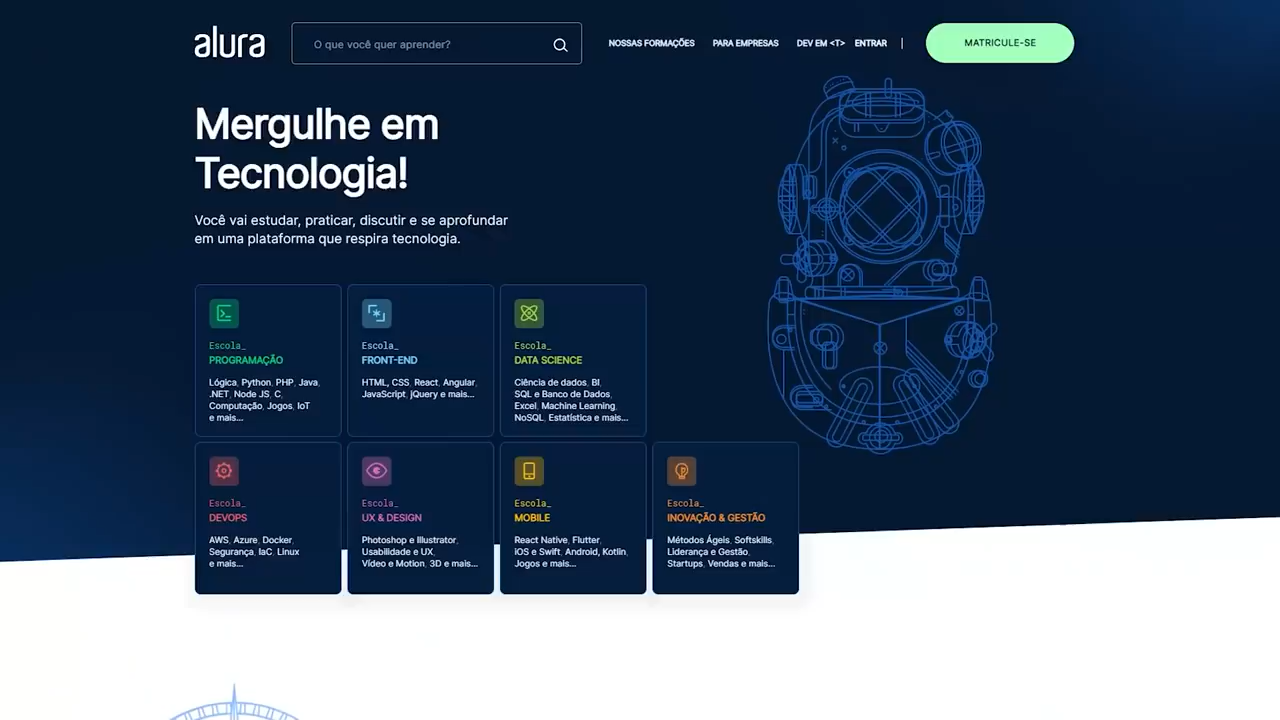 alura
O que você quer aprender?
NOSSAS FORMAÇÕES
PARA EMPRESAS
DEV EM <T>
ENTRAR
|
MATRICULE-SE
Mergulhe em
Tecnologia!
Você vai estudar, praticar, discutir e se aprofundar
em uma plataforma que respira tecnologia.
Escola_
PROGRAMAÇÃO
Lógica, Python, PHP, Java,
.NET, Node JS, C,
Computação, Jogos, IoT
e mais...
Escola_
FRONT-END
HTML, CSS, React, Angular,
JavaScript, jQuery e mais...
Escola_
DATA SCIENCE
Ciência de dados, BI,
SQL e Banco de Dados,
Excel, Machine Learning,
NoSQL, Estatística e mais...
Escola_
DEVOPS
AWS, Azure, Docker,
Segurança, IaC, Linux
e mais...
Escola_
UX & DESIGN
Photoshop e Illustrator,
Usabilidade e UX,
Vídeo e Motion, 3D e mais...
Escola_
MOBILE
React Native, Flutter,
iOS e Swift, Android, Kotlin,
Jogos e mais...
Escola_
INOVAÇÃO & GESTÃO
Métodos Ágeis, Softskills,
Liderança e Gestão,
Startups, Vendas e mais...